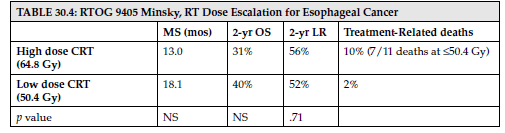 TABLE 30.4: RTOG 9405 Minsky, RT Dose Escalation for Esophageal Cancer
MS (mos) 2-yr OS 2-yr LR Treatment-Related deaths
High dose CRT 13.0 31% 56% 10% (7/11 deaths at ≤50.4 Gy)
(64.8 Gy)
Low dose CRT 18.1 40% 52% 2%
(50.4 Gy)
p value NS NS .71